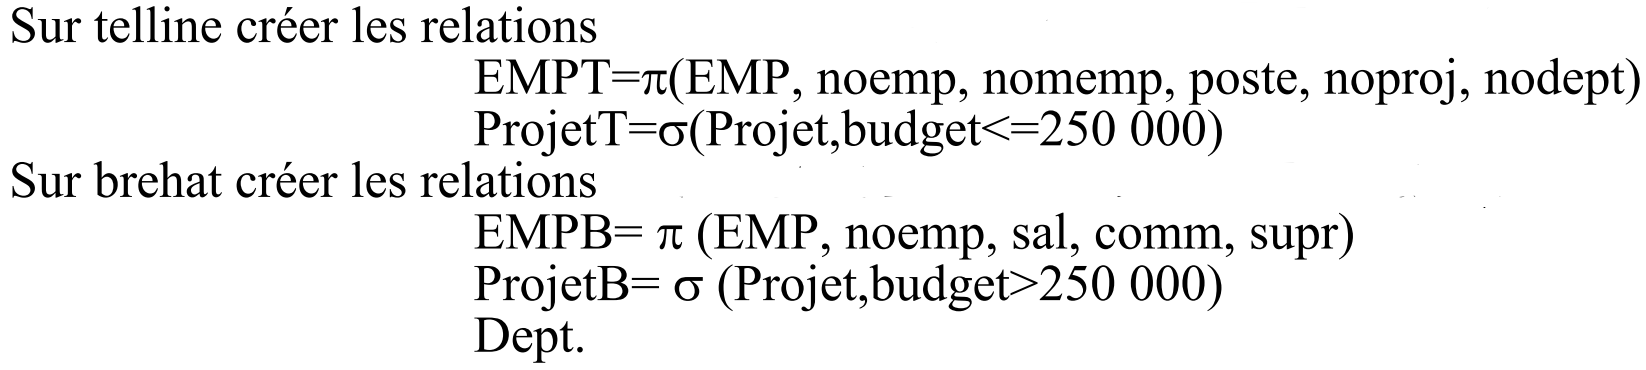 Sur telline créer les relations
EMPT=π(EMP, noemp, nomemp, poste, noproj, nodept)
ProjetT=σ(Projet,budget<=250 000)
Sur brehat créer les relations
EMPB= π (EMP, noemp, sal, comm, supr)
ProjetB= σ (Projet,budget>250 000)
Dept.